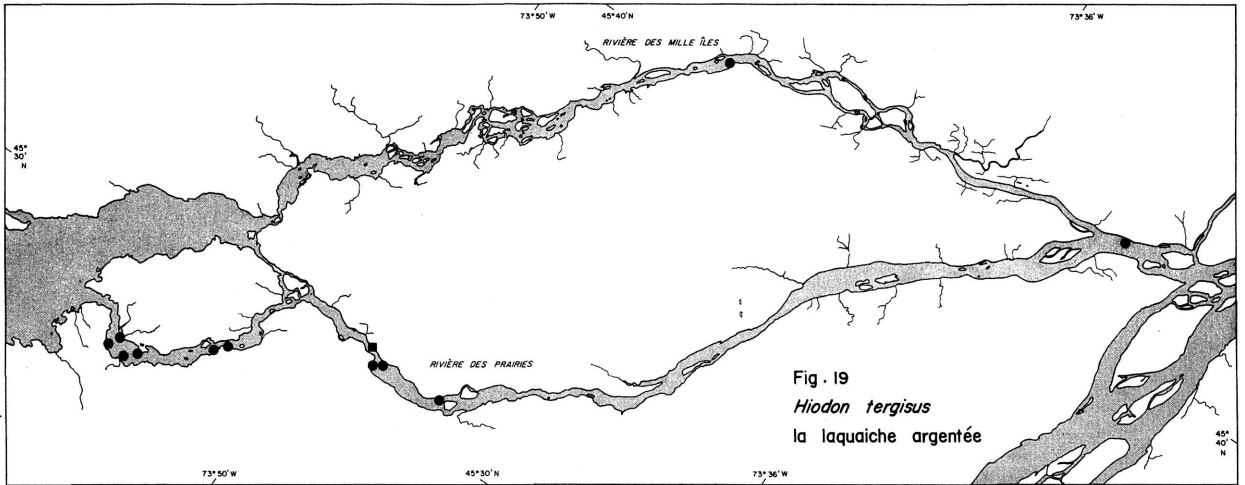 73° 50' W
45° 40'
73° 36' W
RIVIÈRE DES MILLE ÎLES
45°
30'
N
RIVIÈRE DES PRAIRIES
Fig. 19
Hiodon tergisus
la laquaiche argentée
45°
40'
N
73° 50' W
45° 30' N
73° 36' W